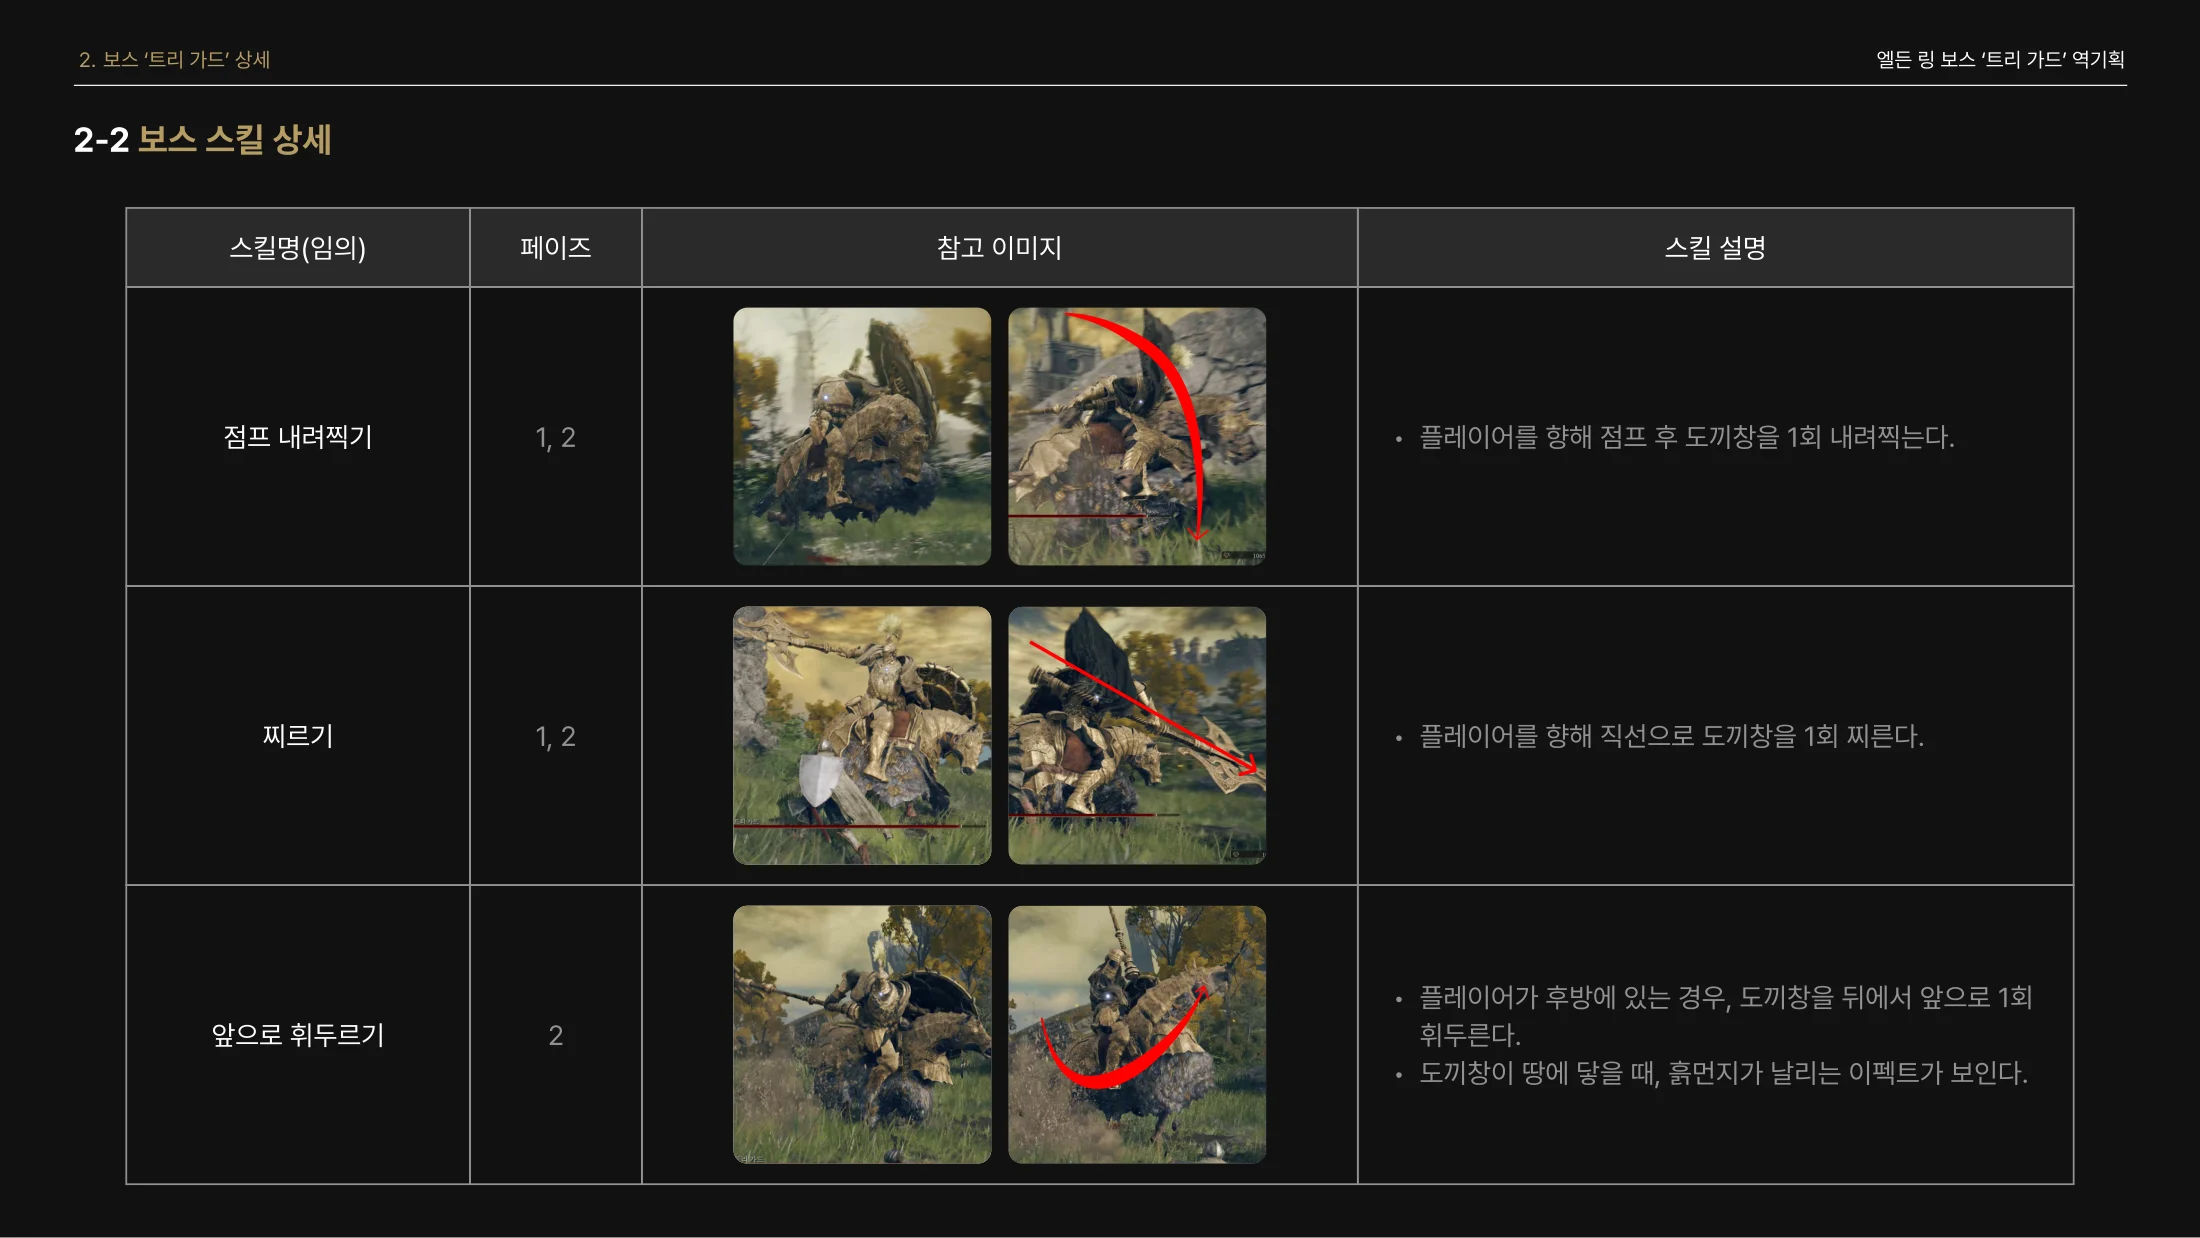 2. 보스 ‘트리 가드’ 상세
엘든 링 보스 ‘트리 가드’ 역기획
2-2 보스 스킬 상세
스킬명(임의)
페이즈
참고 이미지
스킬 설명
점프 내려찍기
1, 2
• 플레이어를 향해 점프 후 도끼창을 1회 내려찍는다.
찌르기
1, 2
• 플레이어를 향해 직선으로 도끼창을 1회 찌른다.
앞으로 휘두르기
2
• 플레이어가 후방에 있는 경우, 도끼창을 뒤에서 앞으로 1회
휘두른다.
• 도끼창이 땅에 닿을 때, 흙먼지가 날리는 이펙트가 보인다.